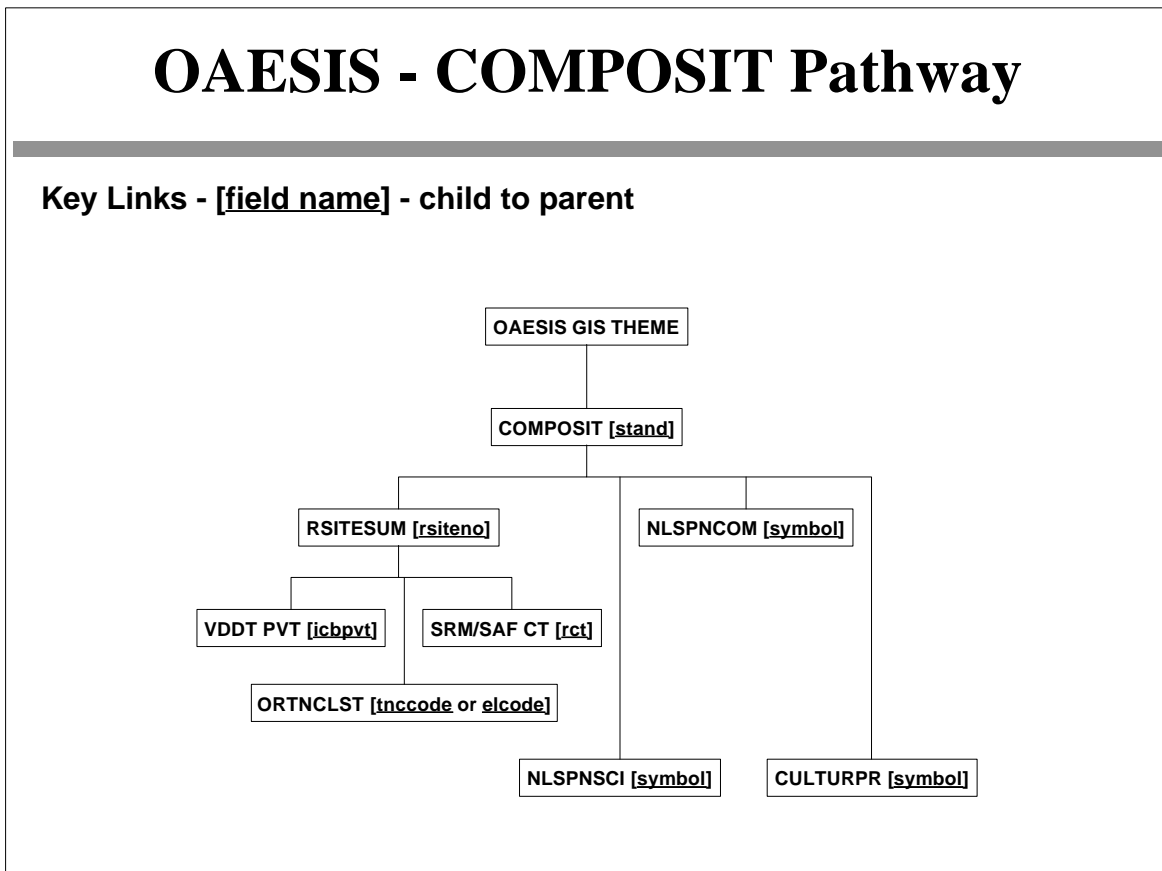 OAESIS - COMPOSIT Pathway
Key Links - [field name] - child to parent
OAESIS GIS THEME
COMPOSIT [stand]
RSITESUM [rsiteno]
NLSPNCOM [symbol]
VDDT PVT [icbpvt]
SRM/SAF CT [rct]
ORTNCLST [tnccode or elcode]
NLSPNSCI [symbol]
CULTURPR [symbol]